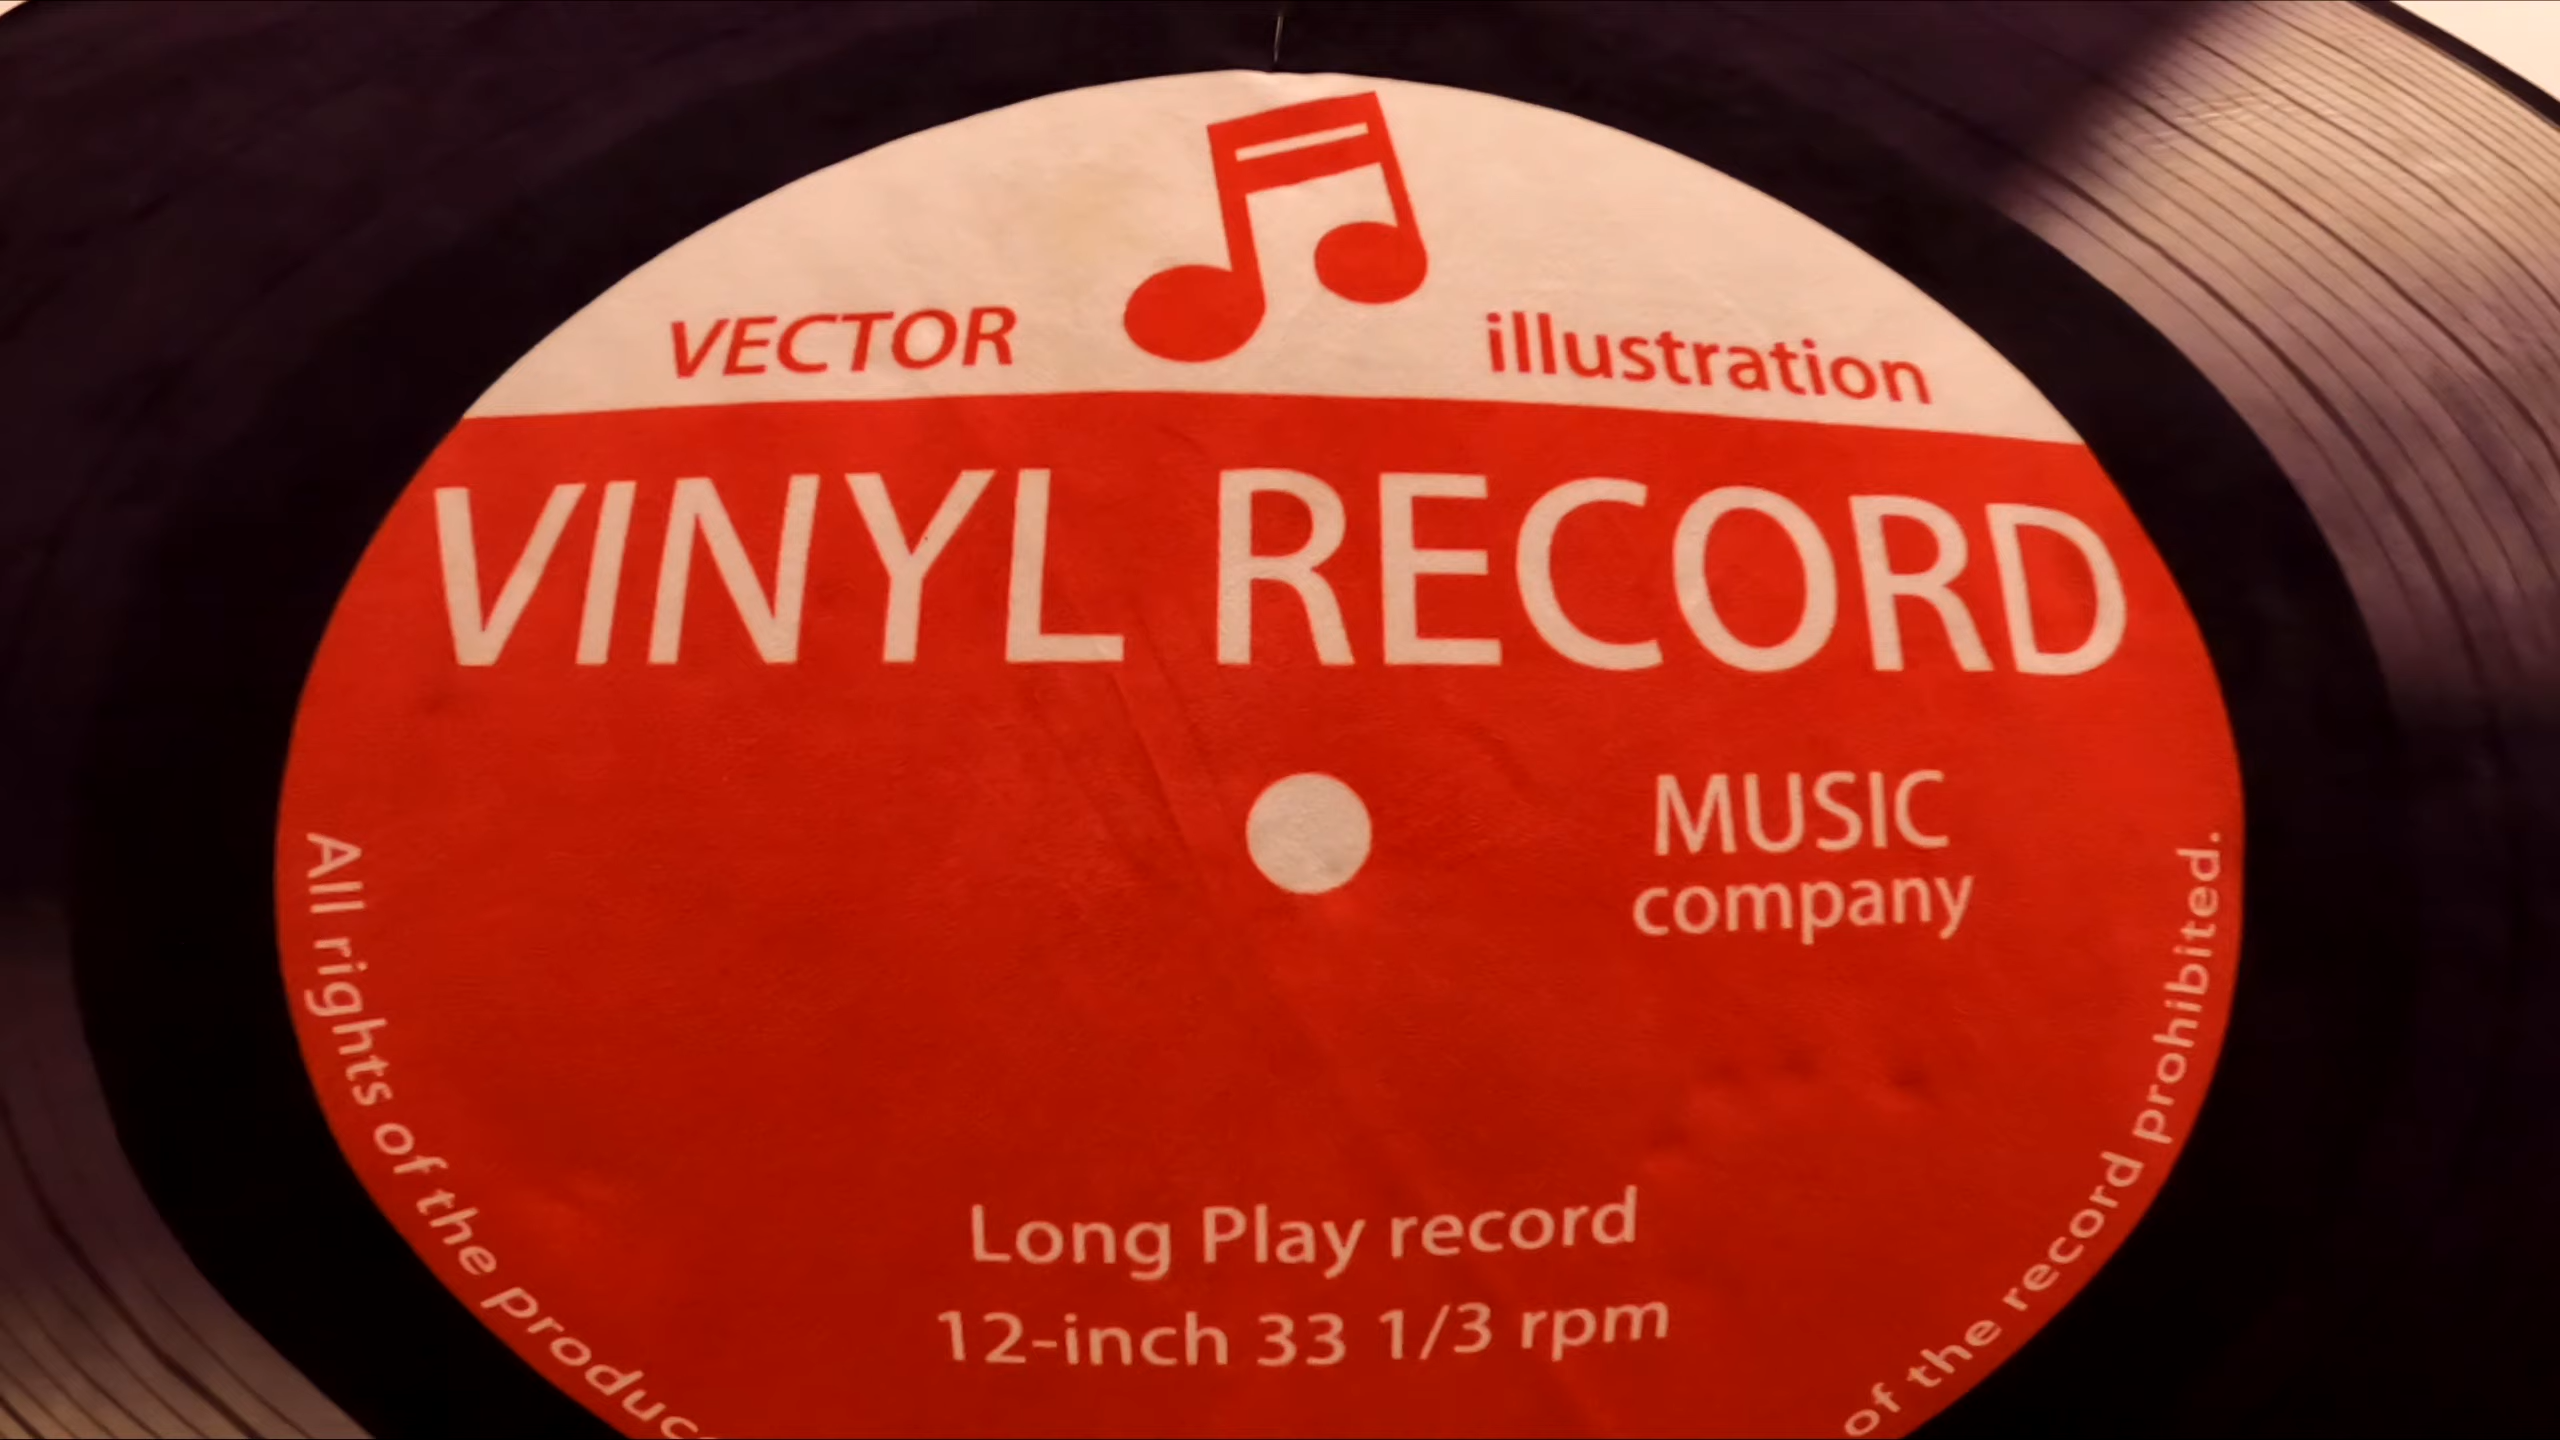 VECTOR illustration
VINYL RECORD
MUSIC
company
Long Play record
12-inch 33 1/3 rpm
All rights of the
of the record prohibited.